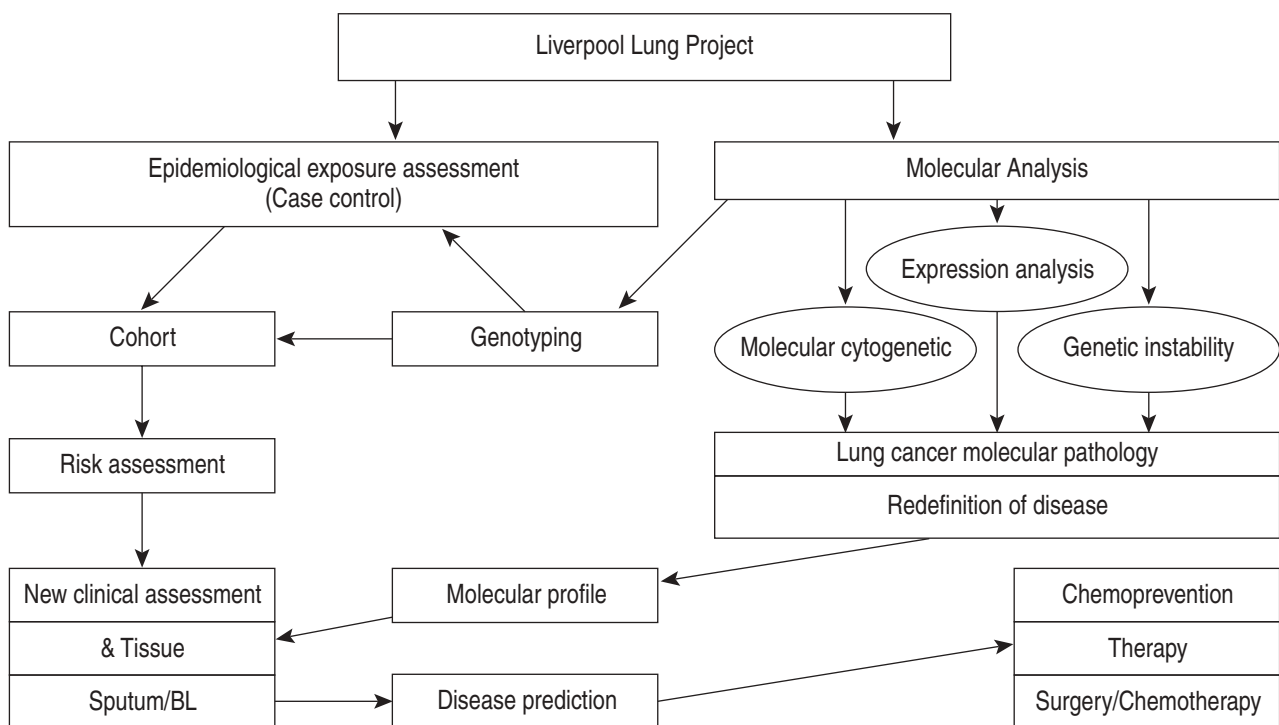 Liverpool Lung Project
Epidemiological exposure assessment
(Case control)
Molecular Analysis
Expression analysis
Cohort
Genotyping
Molecular cytogenetic
Genetic instability
Risk assessment
Lung cancer molecular pathology
Redefinition of disease
New clinical assessment
Molecular profile
Chemoprevention
& Tissue
Therapy
Sputum/BL
Disease prediction
Surgery/Chemotherapy